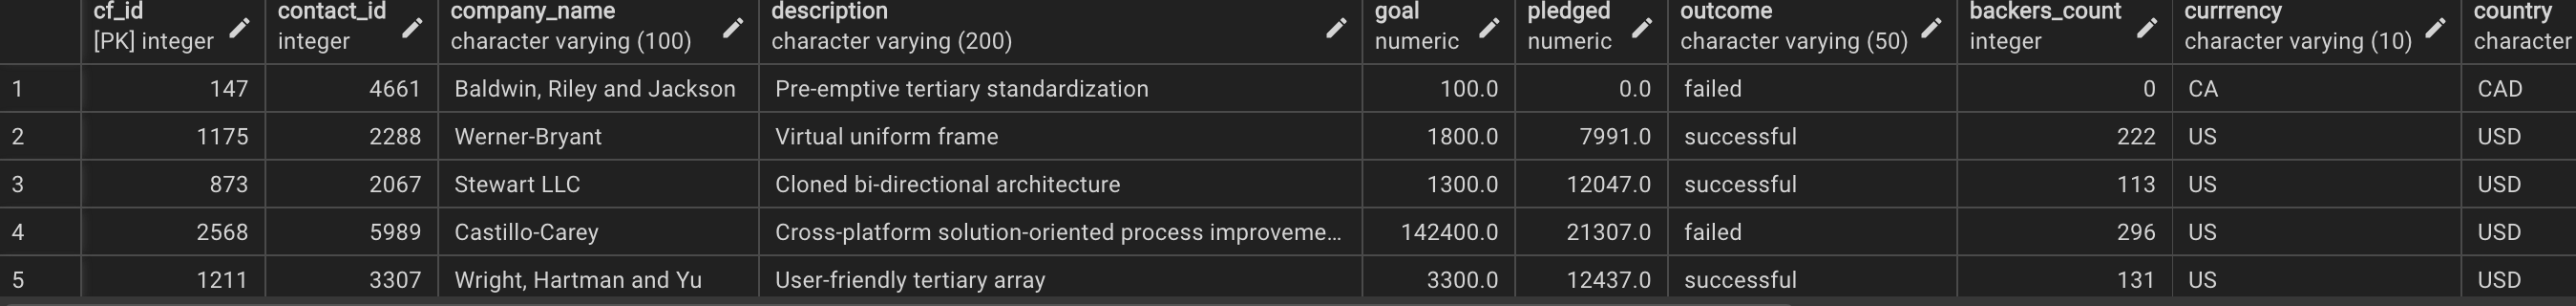 cf_id contact_id company_name description goal pledged outcome backers_count currrency country
[PK] integer integer character varying (100) character varying (200) numeric numeric character varying (50) integer character varying (10) character
1 147 4661 Baldwin, Riley and Jackson Pre-emptive tertiary standardization 100.0 0.0 failed 0 CA CAD
2 1175 2288 Werner-Bryant Virtual uniform frame 1800.0 7991.0 successful 222 US USD
3 873 2067 Stewart LLC Cloned bi-directional architecture 1300.0 12047.0 successful 113 US USD
4 2568 5989 Castillo-Carey Cross-platform solution-oriented process improveme... 142400.0 21307.0 failed 296 US USD
5 1211 3307 Wright, Hartman and Yu User-friendly tertiary array 3300.0 12437.0 successful 131 US USD